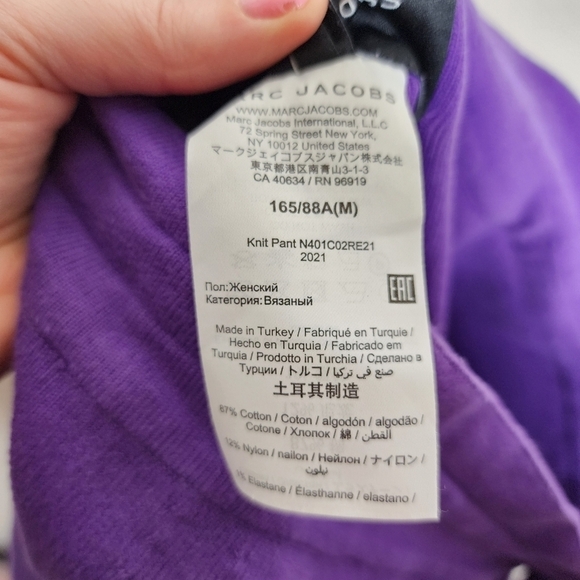 MARC JACOBS
WWW.MARCJACOBS.COM
Marc Jacobs International, L.L.C
72 Spring Street New York,
NY 10012 United States
マークジェイコブスジャパン株式会社
東京都港区南青山3-1-3
CA 40634 / RN 96919
165/88A(M)
Knit Pant N401C02RE21
2021
Пол:Женский
Категория:Вязаный
EAC
Made in Turkey / Fabriqué en Turquie /
Hecho en Turquia / Fabricado em
Turquia / Prodotto in Turchia / Сделано в
Турции / トルコ / صنع في تركيا
土耳其制造
87% Cotton / Coton / algodón / algodão /
Cotone / Хлопок / 綿 / القطن /
12% Nylon / nailon / Нейлон / ナイロン /
نيلون
1% Elastane / Élasthanne / elastano /